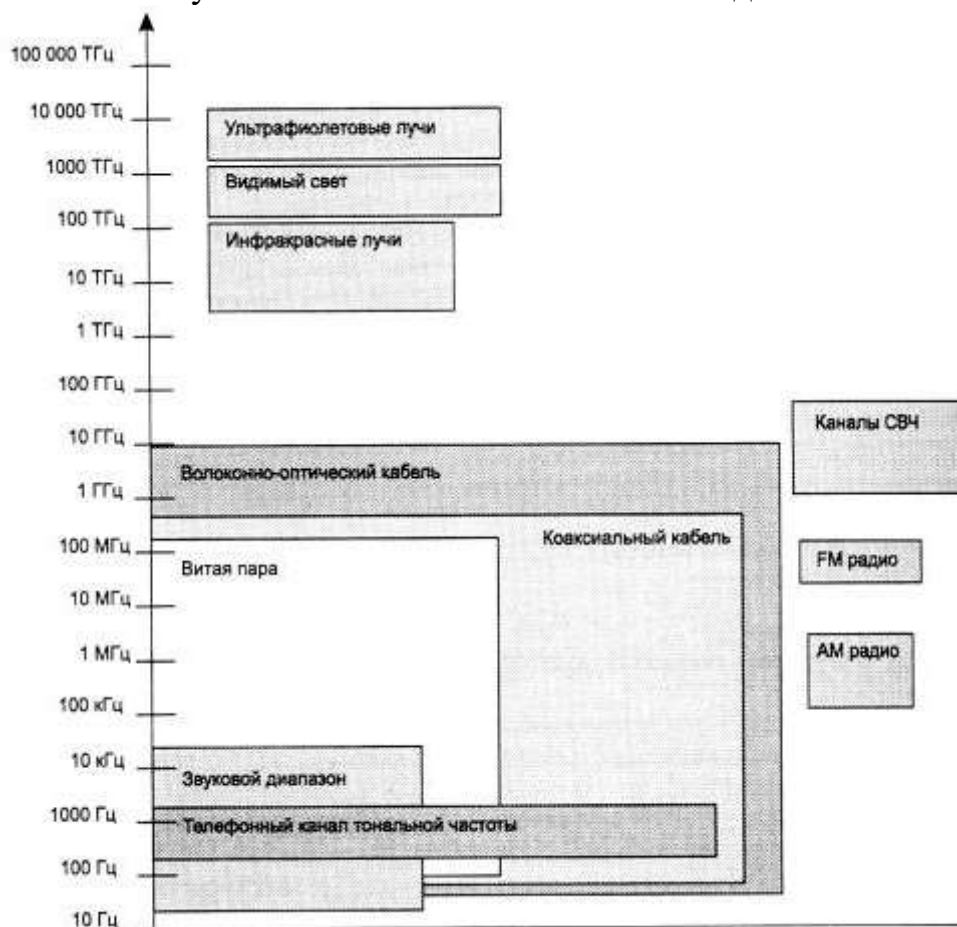 100 000 ТГц
10 000 ТГц
Ультрафиолетовые лучи
1000 ТГц
Видимый свет
100 ТГц
Инфракрасные лучи
10 ТГц
1 ТГц
100 ГГц
Каналы СВЧ
10 ГГц
Волоконно-оптический кабель
1 ГГц
Коаксиальный кабель
100 МГц
FM радио
Витая пара
10 МГц
1 МГц
АМ радио
100 кГц
10 кГц
Звуковой диапазон
1000 Гц
Телефонный канал тональной частоты
100 Гц
10 Гц